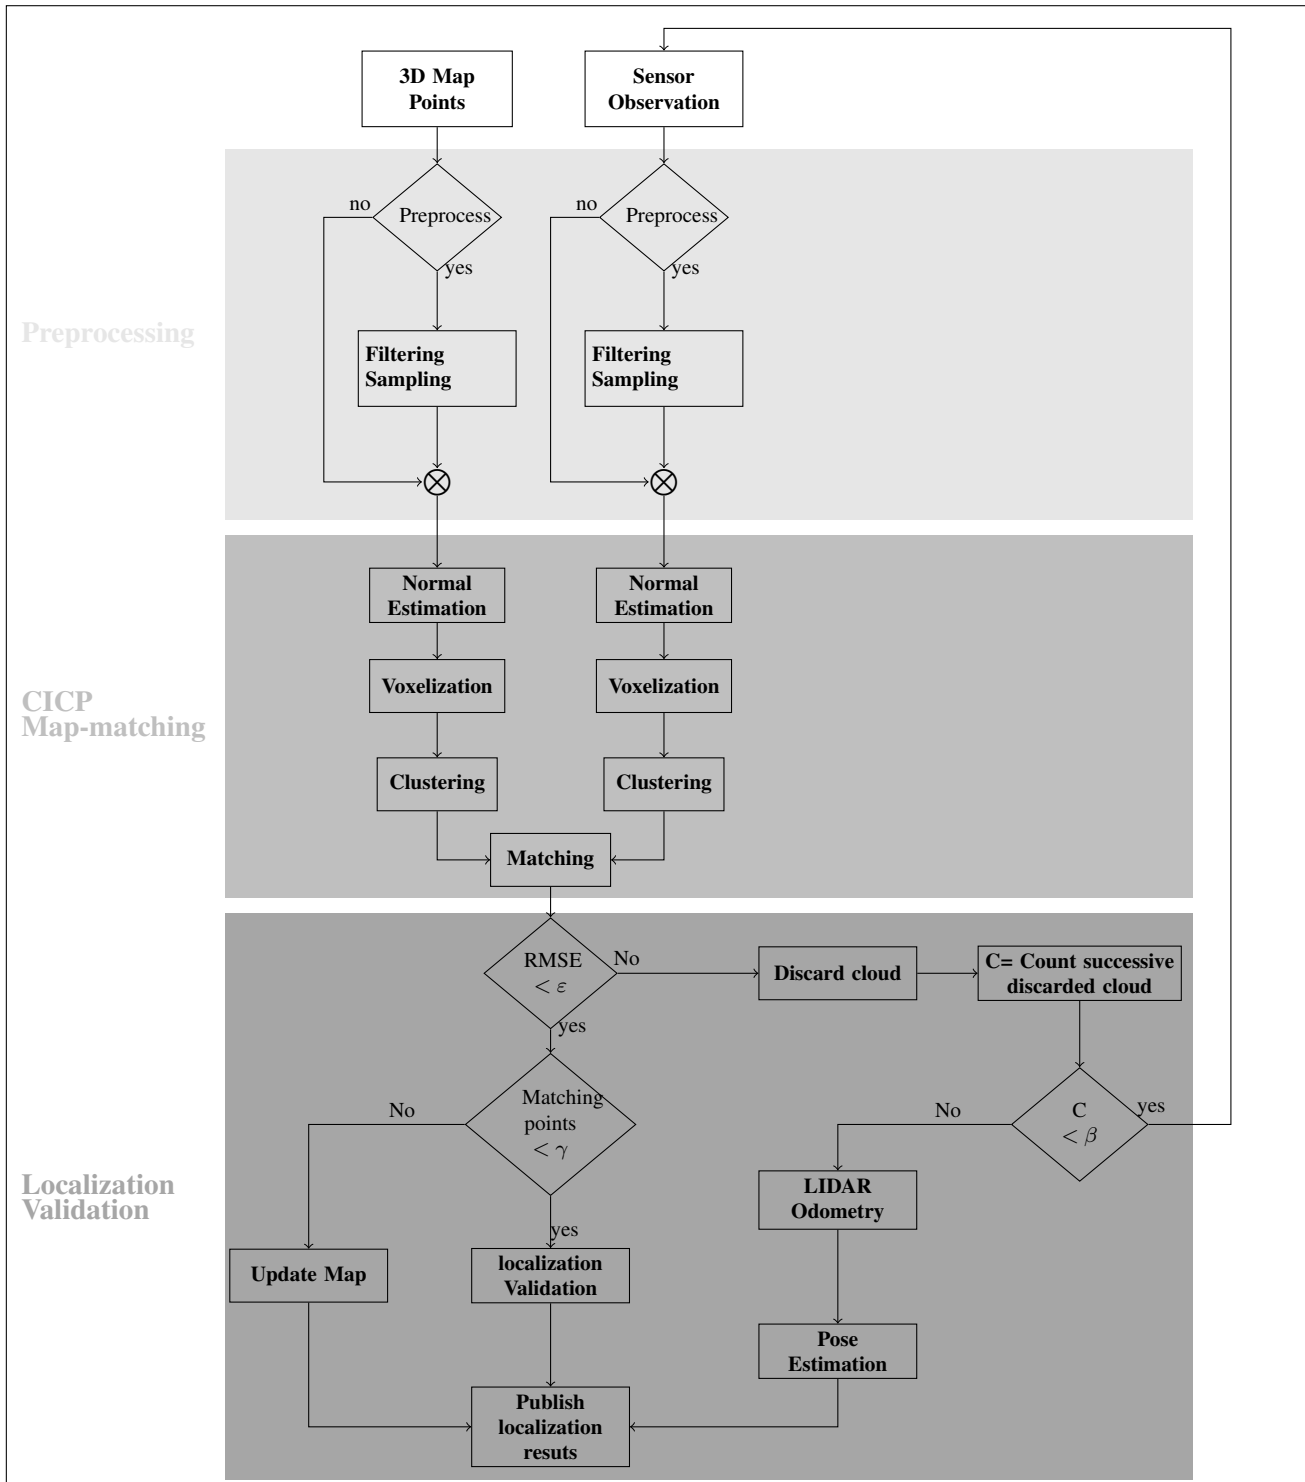 3D Map
Points
Sensor
Observation
no
Preprocess
yes
no
Preprocess
yes
Preprocessing
Filtering
Sampling
Filtering
Sampling
Normal
Estimation
Normal
Estimation
Voxelization
Voxelization
CICP
Map-matching
Clustering
Clustering
Matching
RMSE
< ε
No
yes
Discard cloud
C= Count successive
discarded cloud
Matching
points
< γ
No
yes
C
< β
No
yes
Localization
Validation
LIDAR
Odometry
Update Map
localization
Validation
Pose
Estimation
Publish
localization
resuts